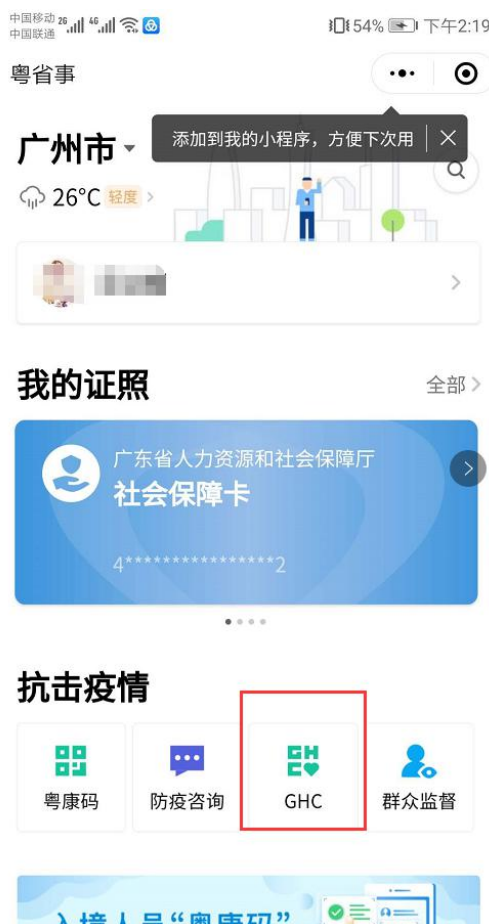 中国移动 2G 4G
中国联通
54% 下午2:19
粤省事
添加到我的小程序，方便下次用
广州市
26°C 轻度
我的证照
全部
广东省人力资源和社会保障厅
社会保障卡
4****************2
抗击疫情
GHC
粤康码
防疫咨询
GHC
群众监督
入境人员“粤康码”